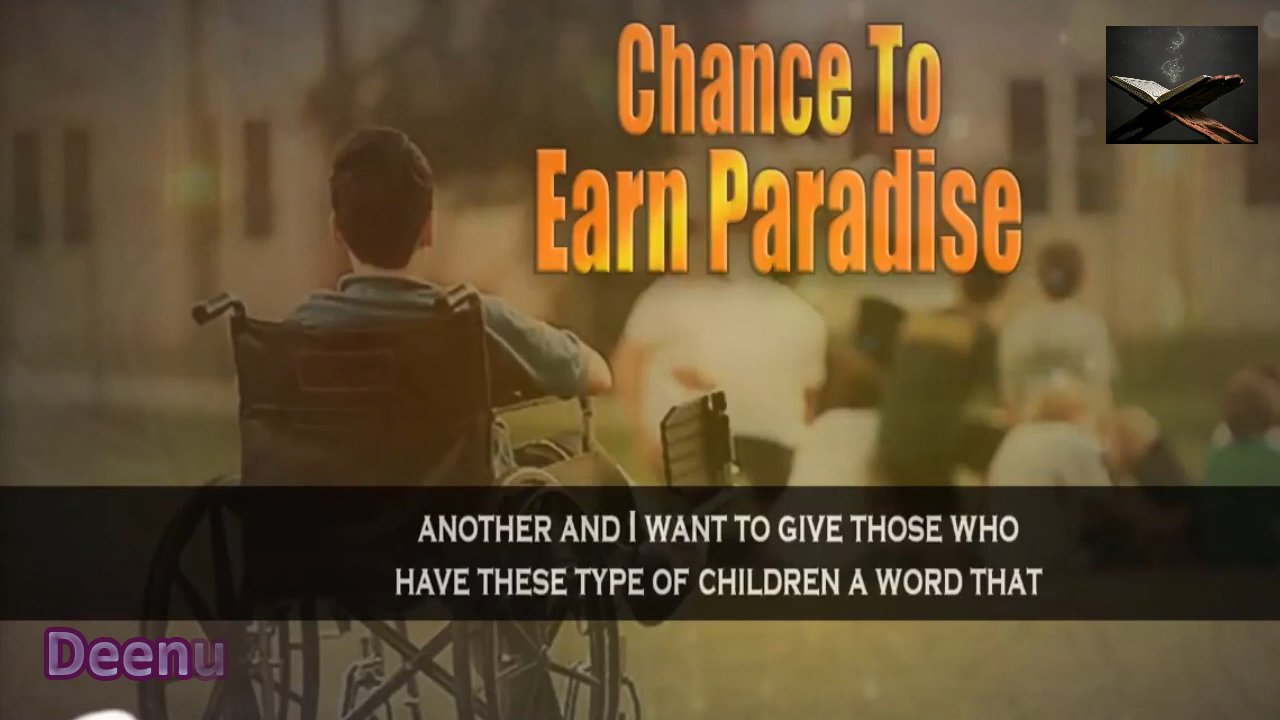 Chance To
Earn Paradise
ANOTHER AND I WANT TO GIVE THOSE WHO
HAVE THESE TYPE OF CHILDREN A WORD THAT
Deenu